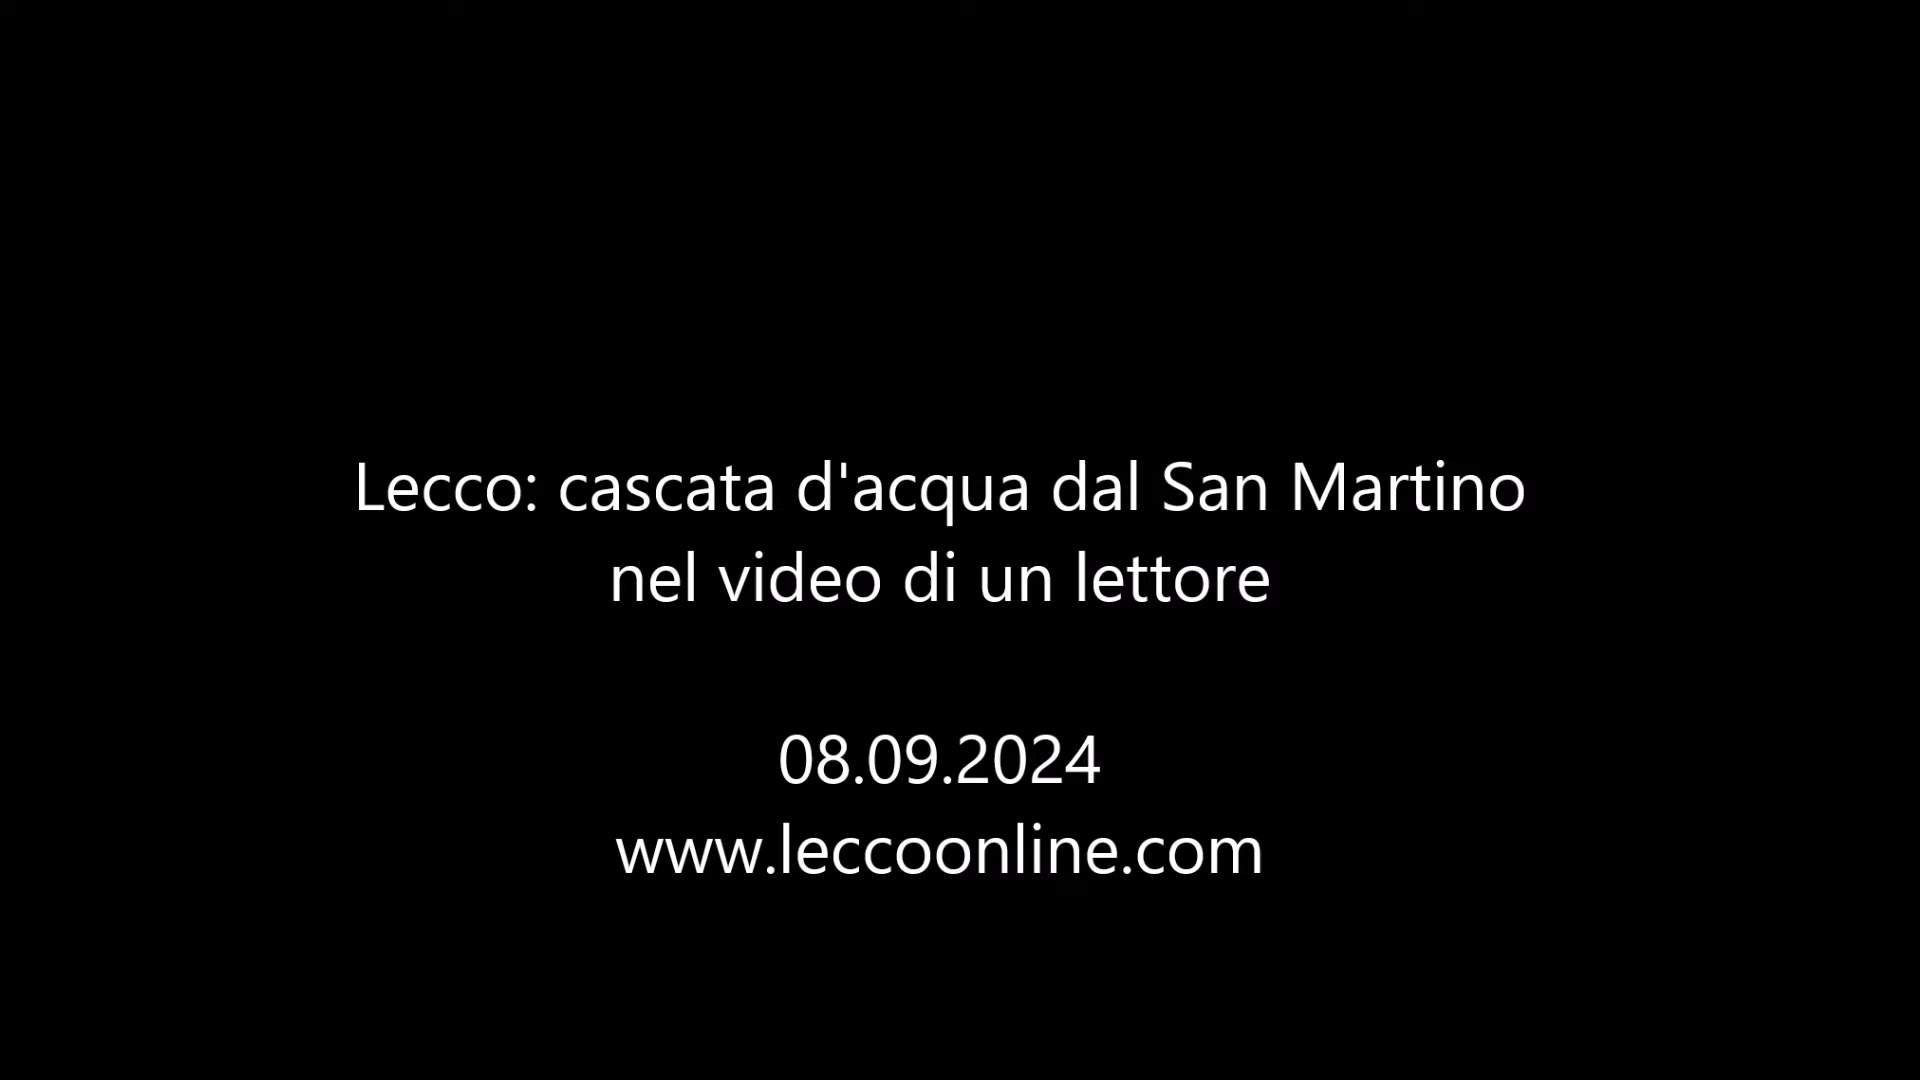 Lecco: cascata d'acqua dal San Martino
nel video di un lettore
08.09.2024
www.leccoonline.com